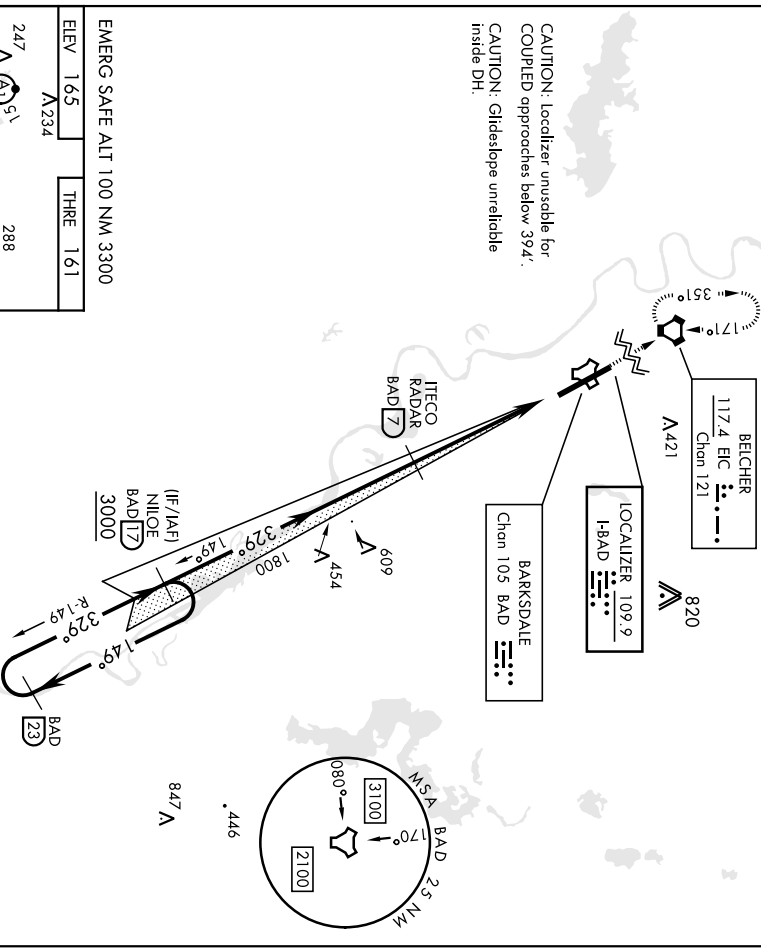 CAUTION: Localizer unusable for
COUPLED approaches below 394'.
CAUTION: Glideslope unreliable
inside DH.
BELCHER
117.4 EIC
Chan 121
351°
171°
421
LOCALIZER 109.9
I-BAD
820
BARKSDALE
Chan 105 BAD
ITECO
RADAR
BAD 7
609
454
1800
329°
149°
(IF/IAF)
NILOE
BAD 17
3000
R-149
329°
149°
BAD
23
MSA BAD 25 NM
3100
080°
170°
2100
446
847
EMERG SAFE ALT 100 NM 3300
ELEV 165
THRE 161
234
247
A1
288